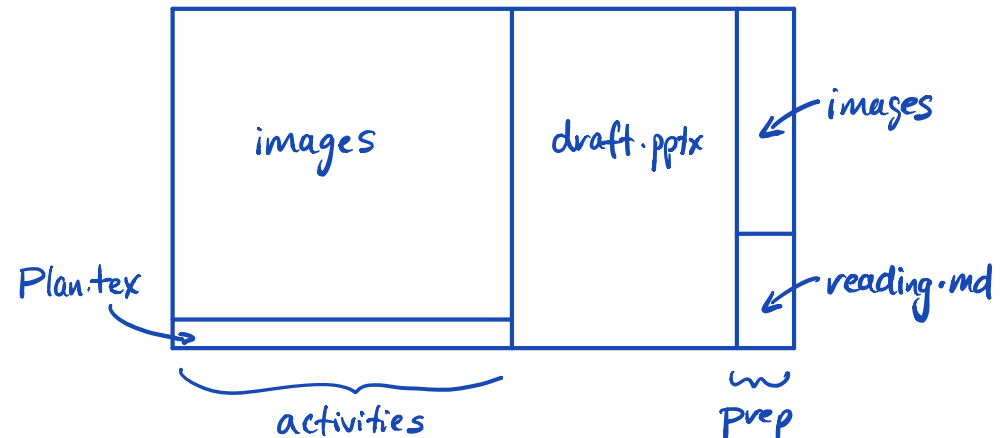 images
draft.pptx
images
Plan.tex
reading.md
activities
prep